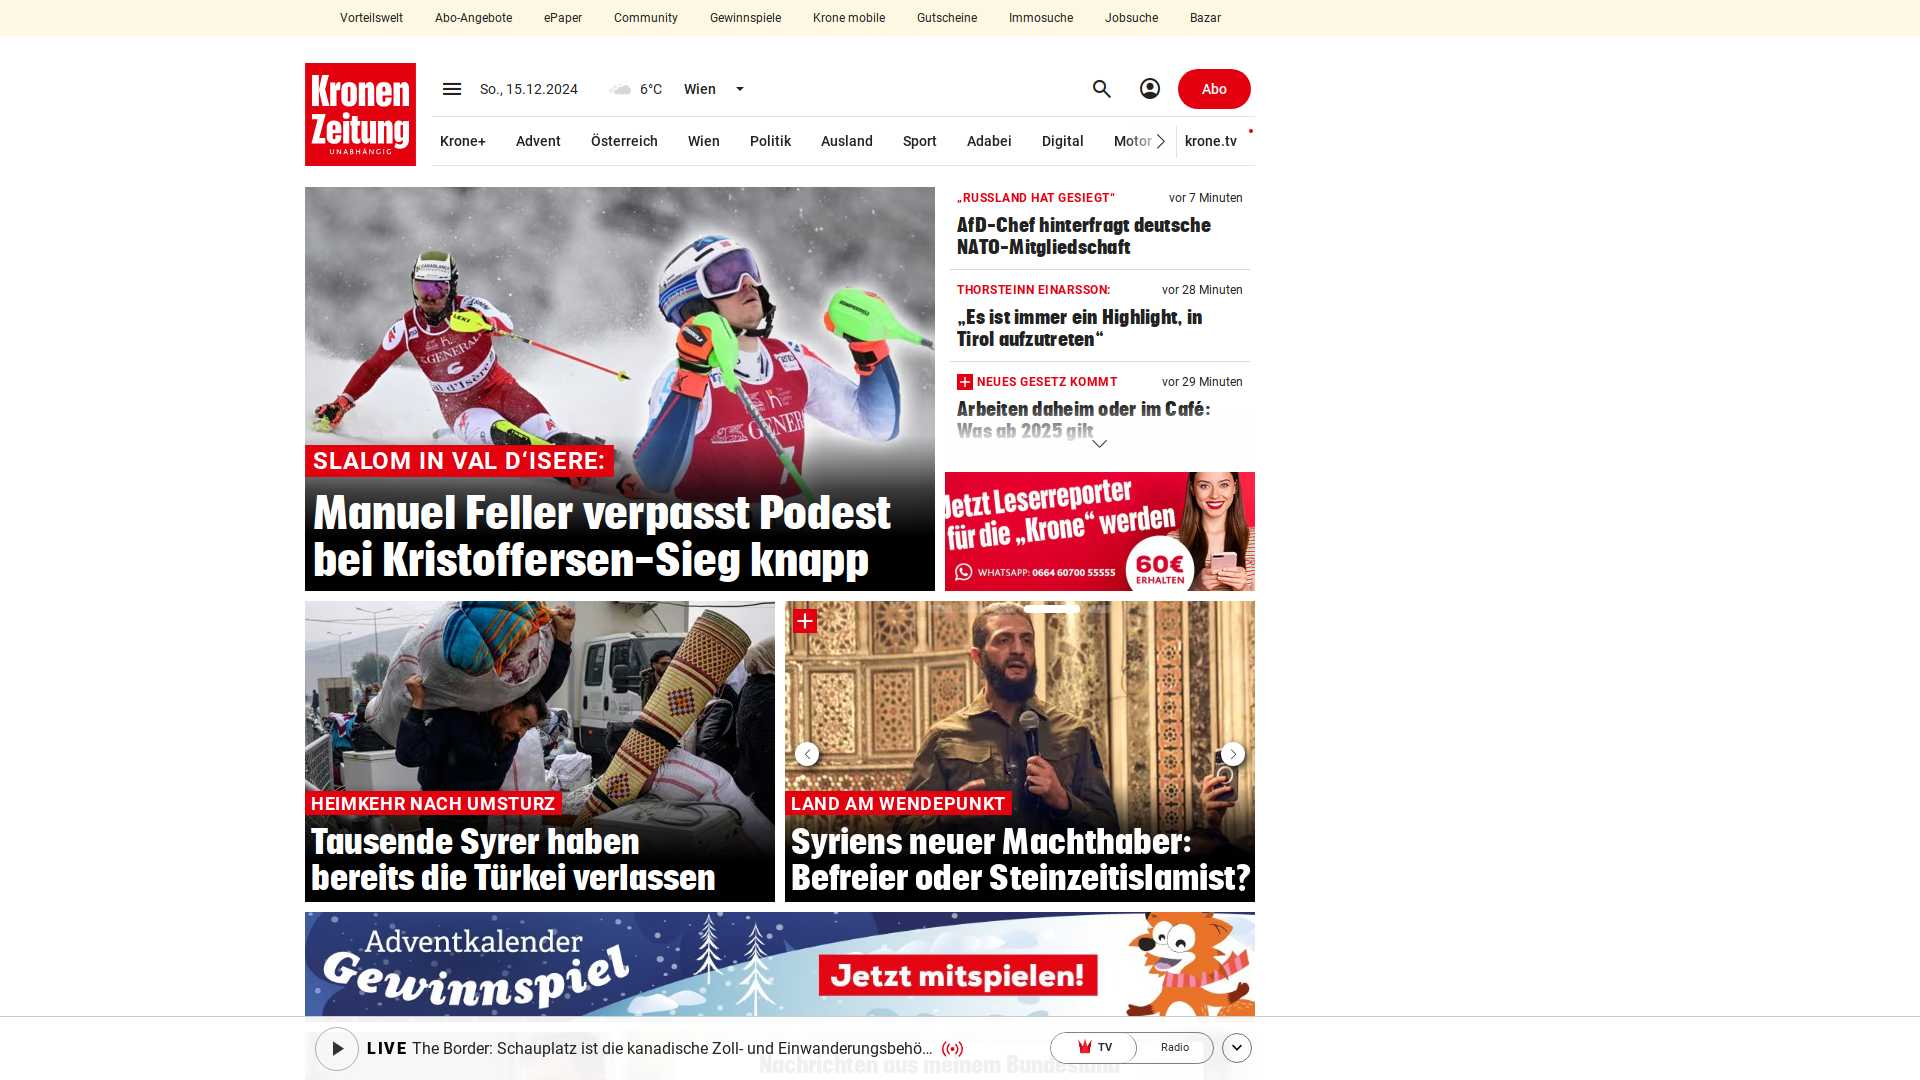 Vorteilswelt Abo-Angebote ePaper Community Gewinnspiele Krone mobile Gutscheine Immosuche Jobsuche Bazar
Kronen
Zeitung
UNABHÄNGIG
So., 15.12.2024 6°C Wien Abo
Krone+ Advent Österreich Wien Politik Ausland Sport Adabei Digital Motor krone.tv
SLALOM IN VAL D‘ISERE:
Manuel Feller verpasst Podest
bei Kristoffersen-Sieg knapp
„RUSSLAND HAT GESIEGT“ vor 7 Minuten
AfD-Chef hinterfragt deutsche
NATO-Mitgliedschaft
THORSTEINN EINARSSON: vor 28 Minuten
„Es ist immer ein Highlight, in
Tirol aufzutreten“
NEUES GESETZ KOMMT vor 29 Minuten
Arbeiten daheim oder im Café:
Was ab 2025 gilt
Jetzt Leserreporter
für die „Krone“ werden
WHATSAPP: 0664 60700 55555
60€
ERHALTEN
HEIMKEHR NACH UMSTURZ
Tausende Syrer haben
bereits die Türkei verlassen
LAND AM WENDEPUNKT
Syriens neuer Machthaber:
Befreier oder Steinzeitislamist?
Adventkalender
Gewinnspiel
Jetzt mitspielen!
LIVE The Border: Schauplatz ist die kanadische Zoll- und Einwanderungsbehö… TV Radio
Nachrichten aus meinem Bundesland